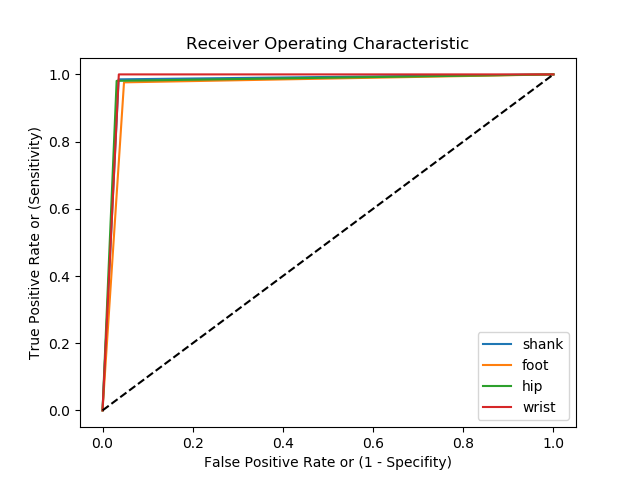 Receiver Operating Characteristic
True Positive Rate or (Sensitivity)
1.0
0.8
0.6
0.4
0.2
0.0
shank
foot
hip
wrist
0.0 0.2 0.4 0.6 0.8 1.0
False Positive Rate or (1 - Specifity)